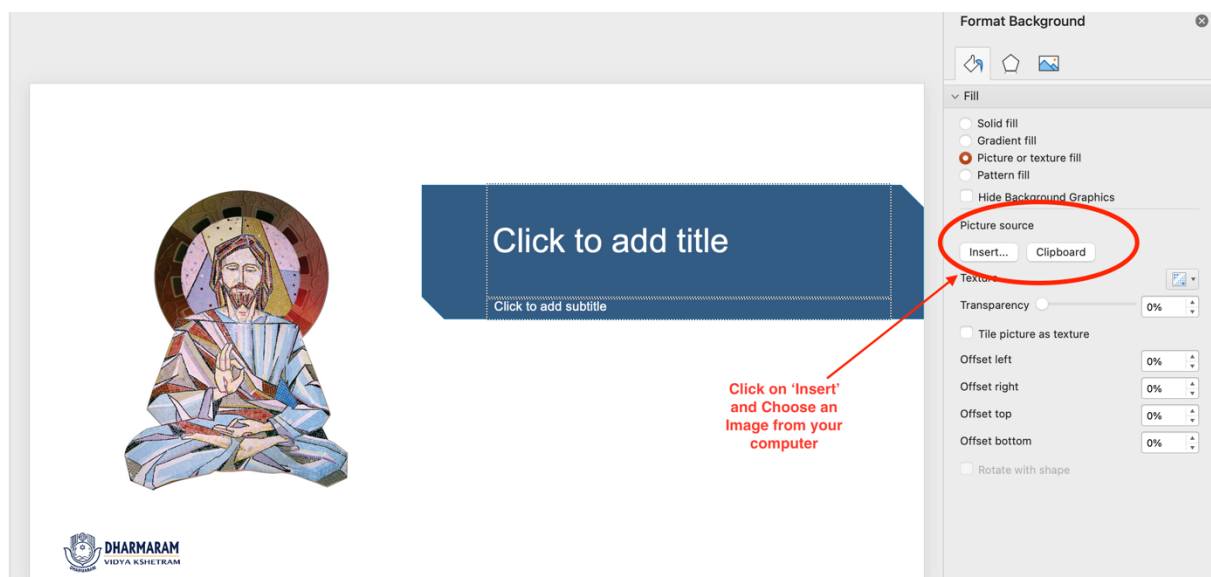 Format Background
Fill
Solid fill
Gradient fill
Picture or texture fill
Pattern fill
Hide Background Graphics
Picture source
Insert...
Clipboard
Texture
Transparency
0%
Tile picture as texture
Offset left
0%
Offset right
0%
Offset top
0%
Offset bottom
0%
Rotate with shape
Click to add title
Click to add subtitle
Click on ‘Insert’
and Choose an
Image from your
computer
DHARMARAM
VIDYA KSHETRAM
DHARMARAM